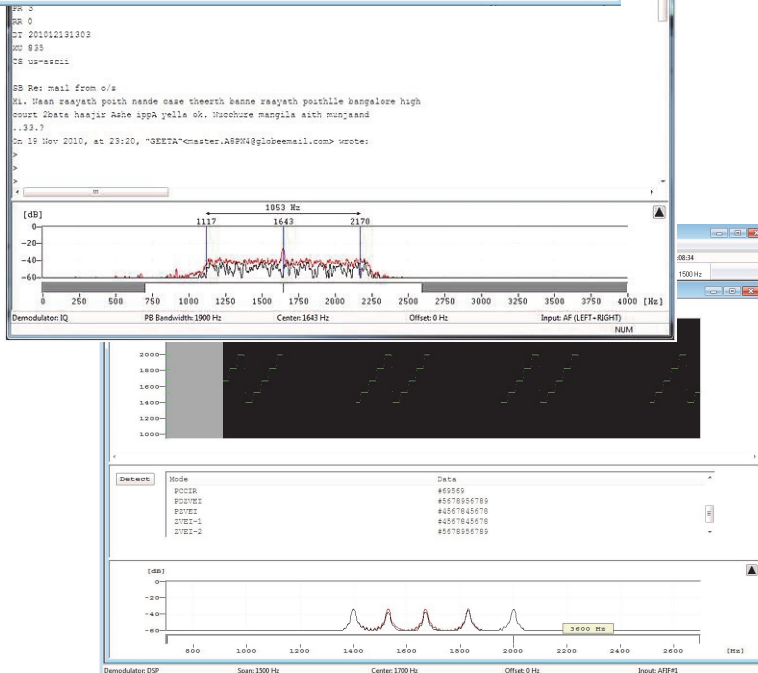 PR 3
RR 0
DT 201012131303
XU 835
CS us-ascii
SB Re: mail from o/s
Hi. Naan raayath poith nande case theerth banne raayath poithlle bangalore high
court 2bata haajir Ashe ippA yella ok. Nucchure mangila aith munjaand
..33.?
On 19 Nov 2010, at 23:20, "GEETA"<master.A8PW4@globeemail.com> wrote:
>
>
>
[dB]
1053 Hz
1117 1643 2170
0
-20
-40
-60
0 250 500 750 1000 1250 1500 1750 2000 2250 2500 2750 3000 3250 3500 3750 4000 [Hz]
Demodulator: IQ PB Bandwidth: 1900 Hz Center: 1643 Hz Offset: 0 Hz Input: AF (LEFT+RIGHT)
NUM
:08:34
1500 Hz
2000
1800
1600
1400
1200
1000
Detect Mode Data
PCCIR #69569
PDZVEI #5678956789
PZVEI #4567845678
ZVEI-1 #4567845678
ZVEI-2 #5678956789
[dB]
0
-20
-40
-60
3600 Hz
800 1000 1200 1400 1600 1800 2000 2200 2400 2600 [Hz]
Demodulator: DSP Span: 1500 Hz Center: 1700 Hz Offset: 0 Hz Input: AFIF#1